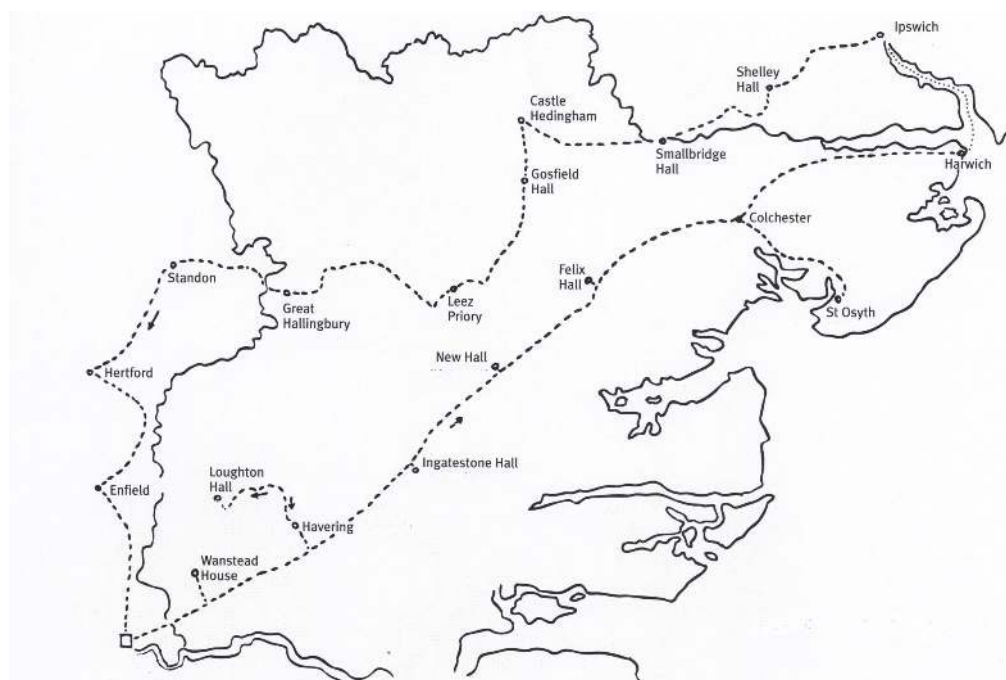 Ipswich
Shelley
Hall
Castle
Hedingham
Smallbridge
Hall
Harwich
Gosfield
Hall
Colchester
Standon
Great
Hallingbury
Leez
Priory
Felix
Hall
St Osyth
Hertford
New Hall
Loughton
Hall
Ingatestone Hall
Enfield
Havering
Wanstead
House